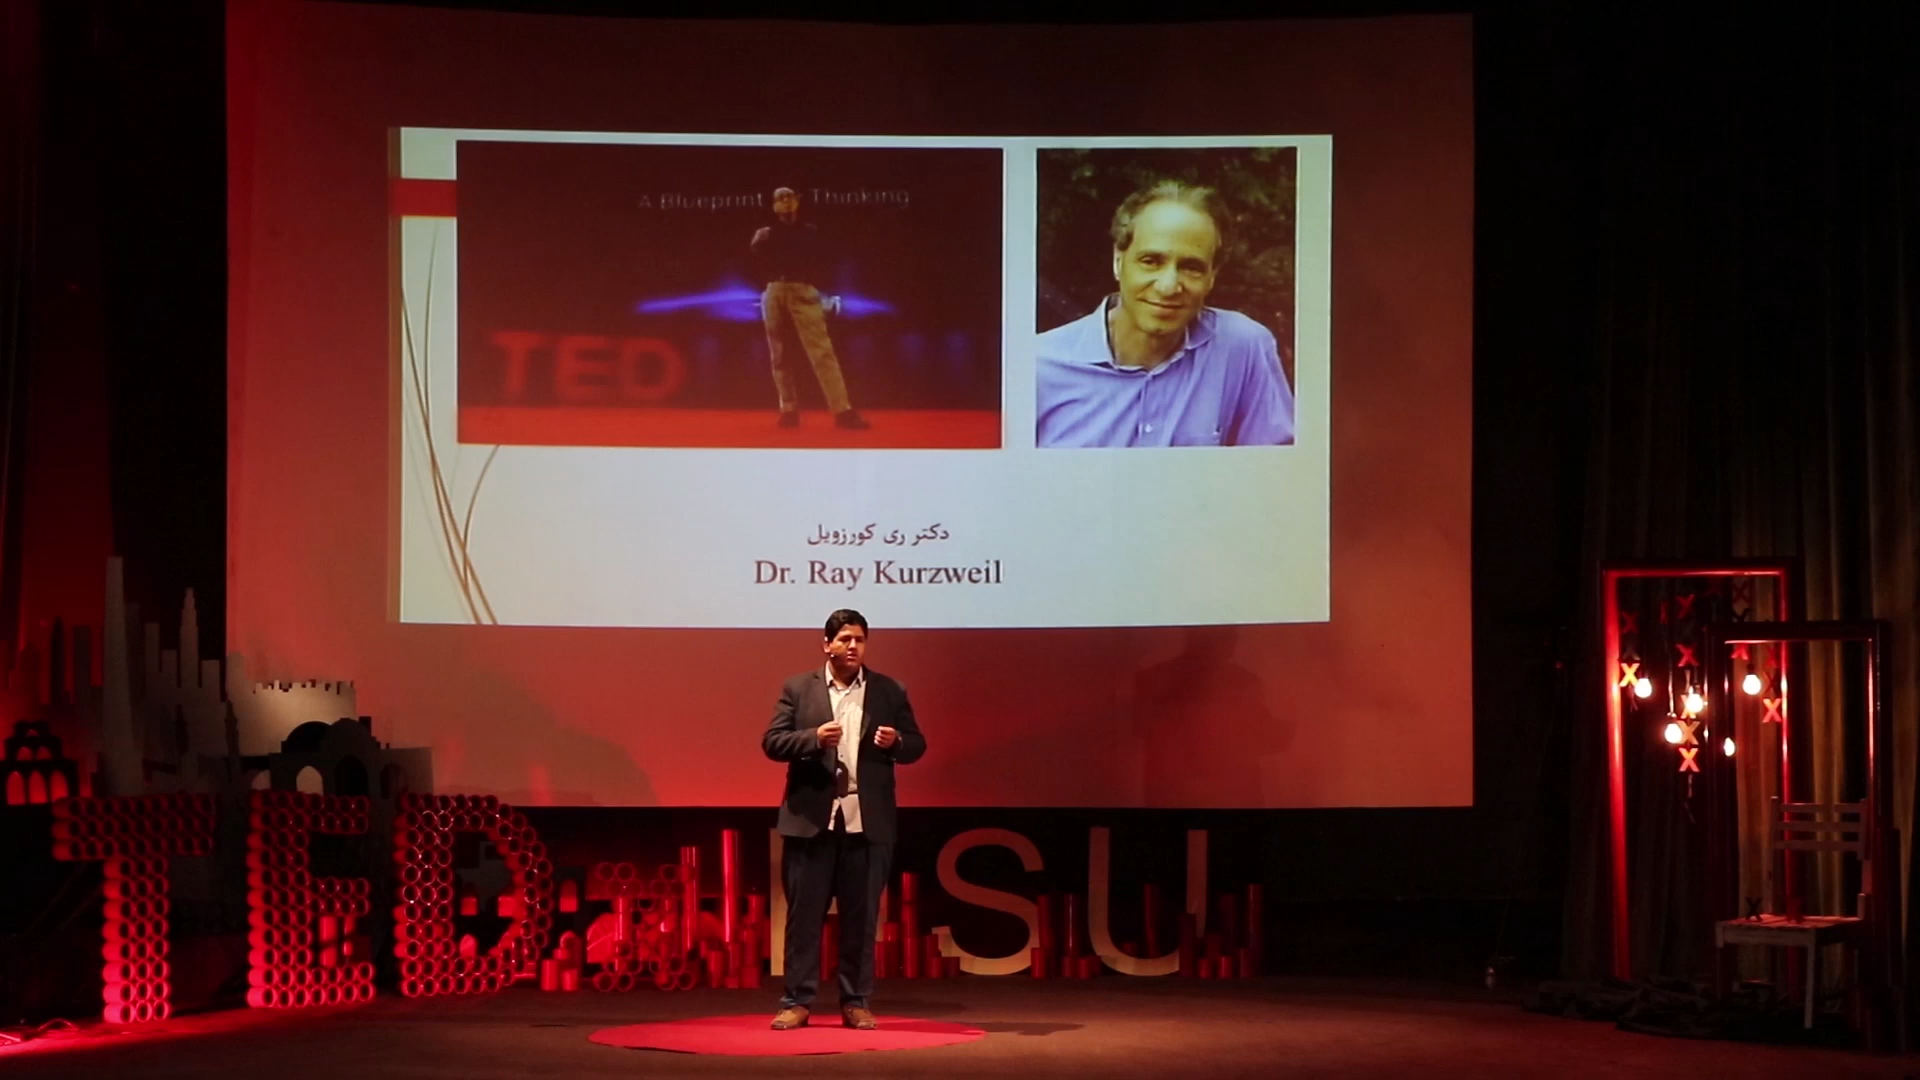 A Blueprint Thinking
TED
دکتر ری کورزویل
Dr. Ray Kurzweil
TED
SU